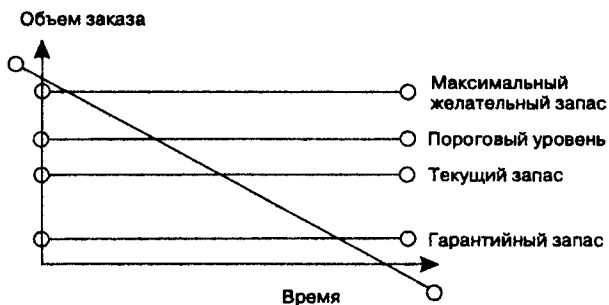 Объем заказа
Максимальный
желательный запас
Пороговый уровень
Текущий запас
Гарантийный запас
Время